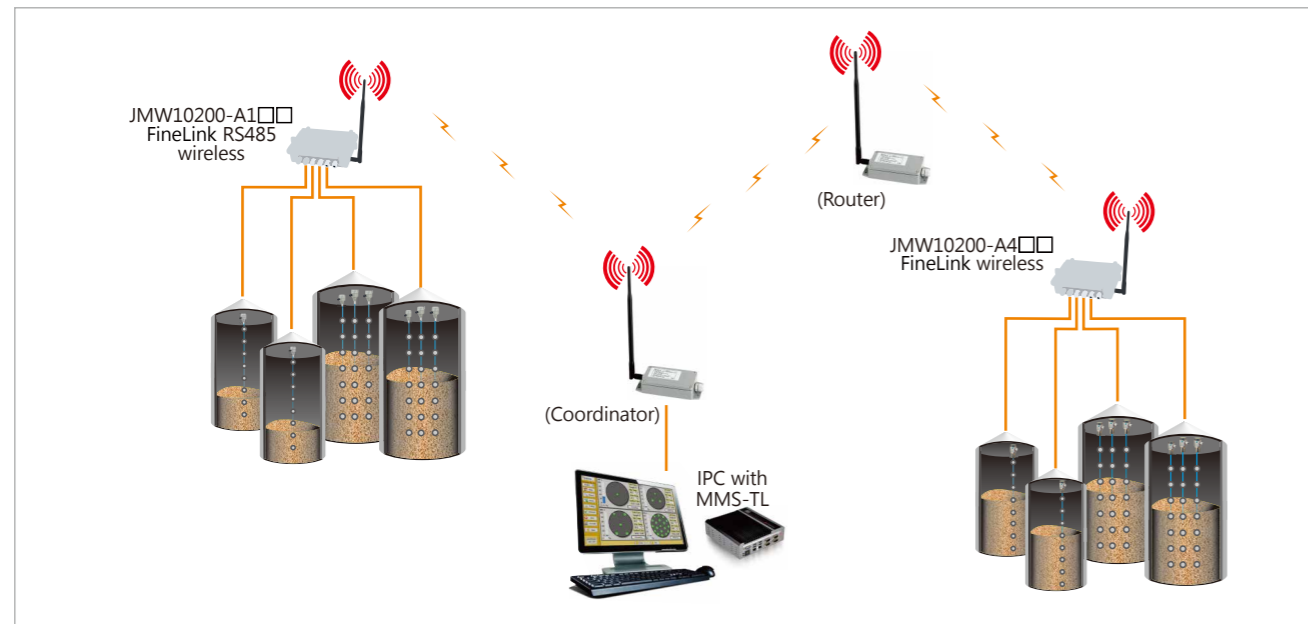 JMW10200-A1□□
FineLink RS485
wireless
(Router)
JMW10200-A4□□
FineLink wireless
(Coordinator)
IPC with
MMS-TL